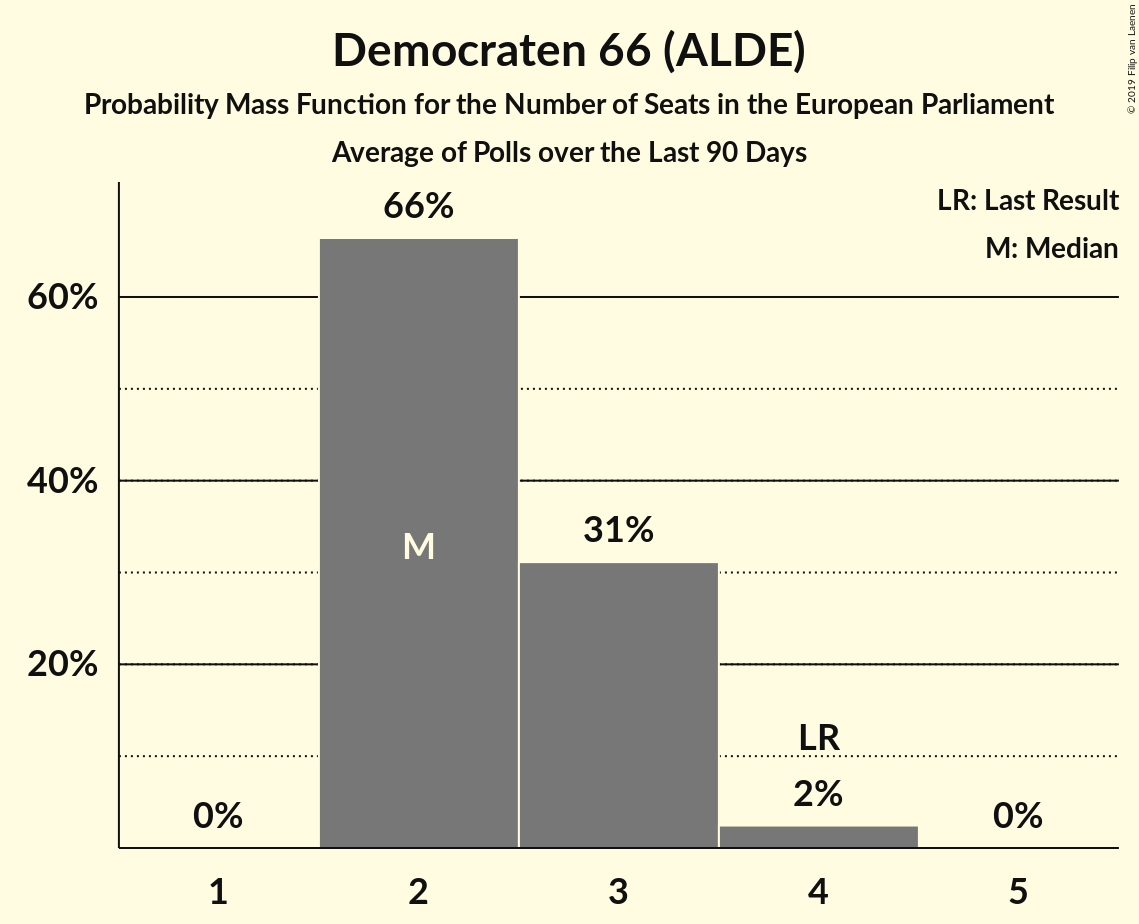 Democraten 66 (ALDE)
Probability Mass Function for the Number of Seats in the European Parliament
Average of Polls over the Last 90 Days
© 2019 Filip van Laenen
LR: Last Result
M: Median
66%
60%
40%
31%
M
20%
LR
2%
0%
0%
1
2
3
4
5